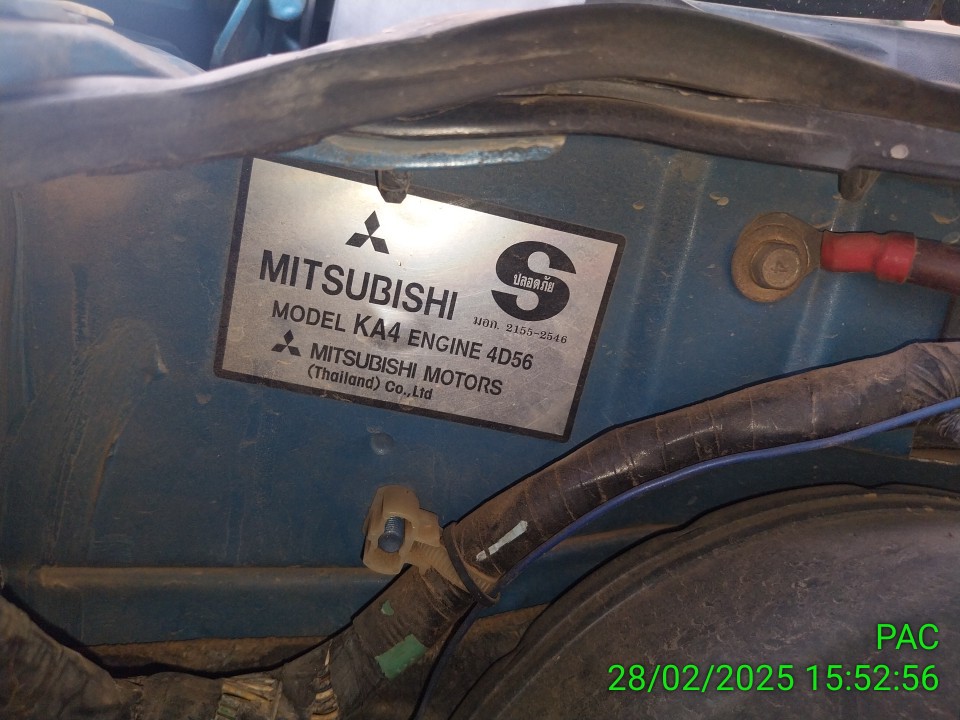 MITSUBISHI
S
ปลอดภัย
มอก. 2155-2546
MODEL KA4 ENGINE 4D56
MITSUBISHI MOTORS
(Thailand) Co.,Ltd
PAC
28/02/2025 15:52:56